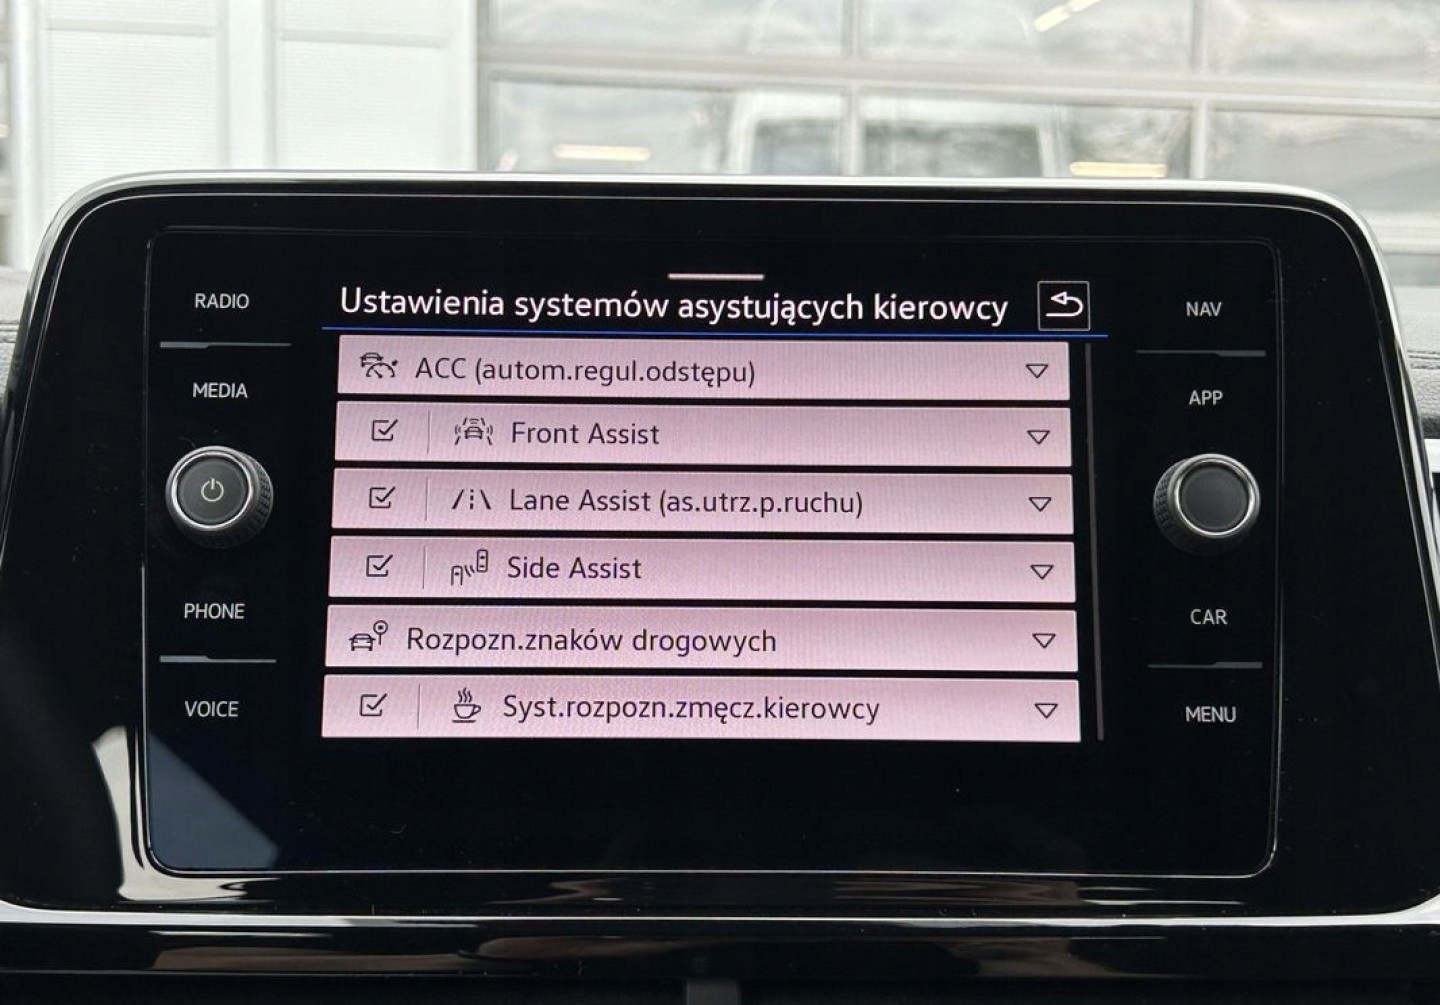 RADIO
MEDIA
PHONE
VOICE
Ustawienia systemów asystujących kierowcy
ACC (autom.regul.odstępu)
Front Assist
Lane Assist (as.utrz.p.ruchu)
Side Assist
Rozpozn.znaków drogowych
Syst.rozpozn.zmęcz.kierowcy
NAV
APP
CAR
MENU